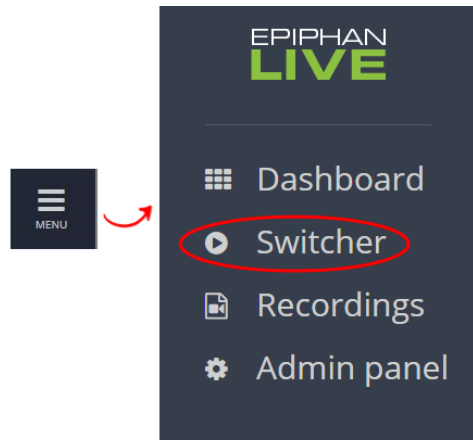 MENU
EPIPHAN
LIVE
Dashboard
Switcher
Recordings
Admin panel